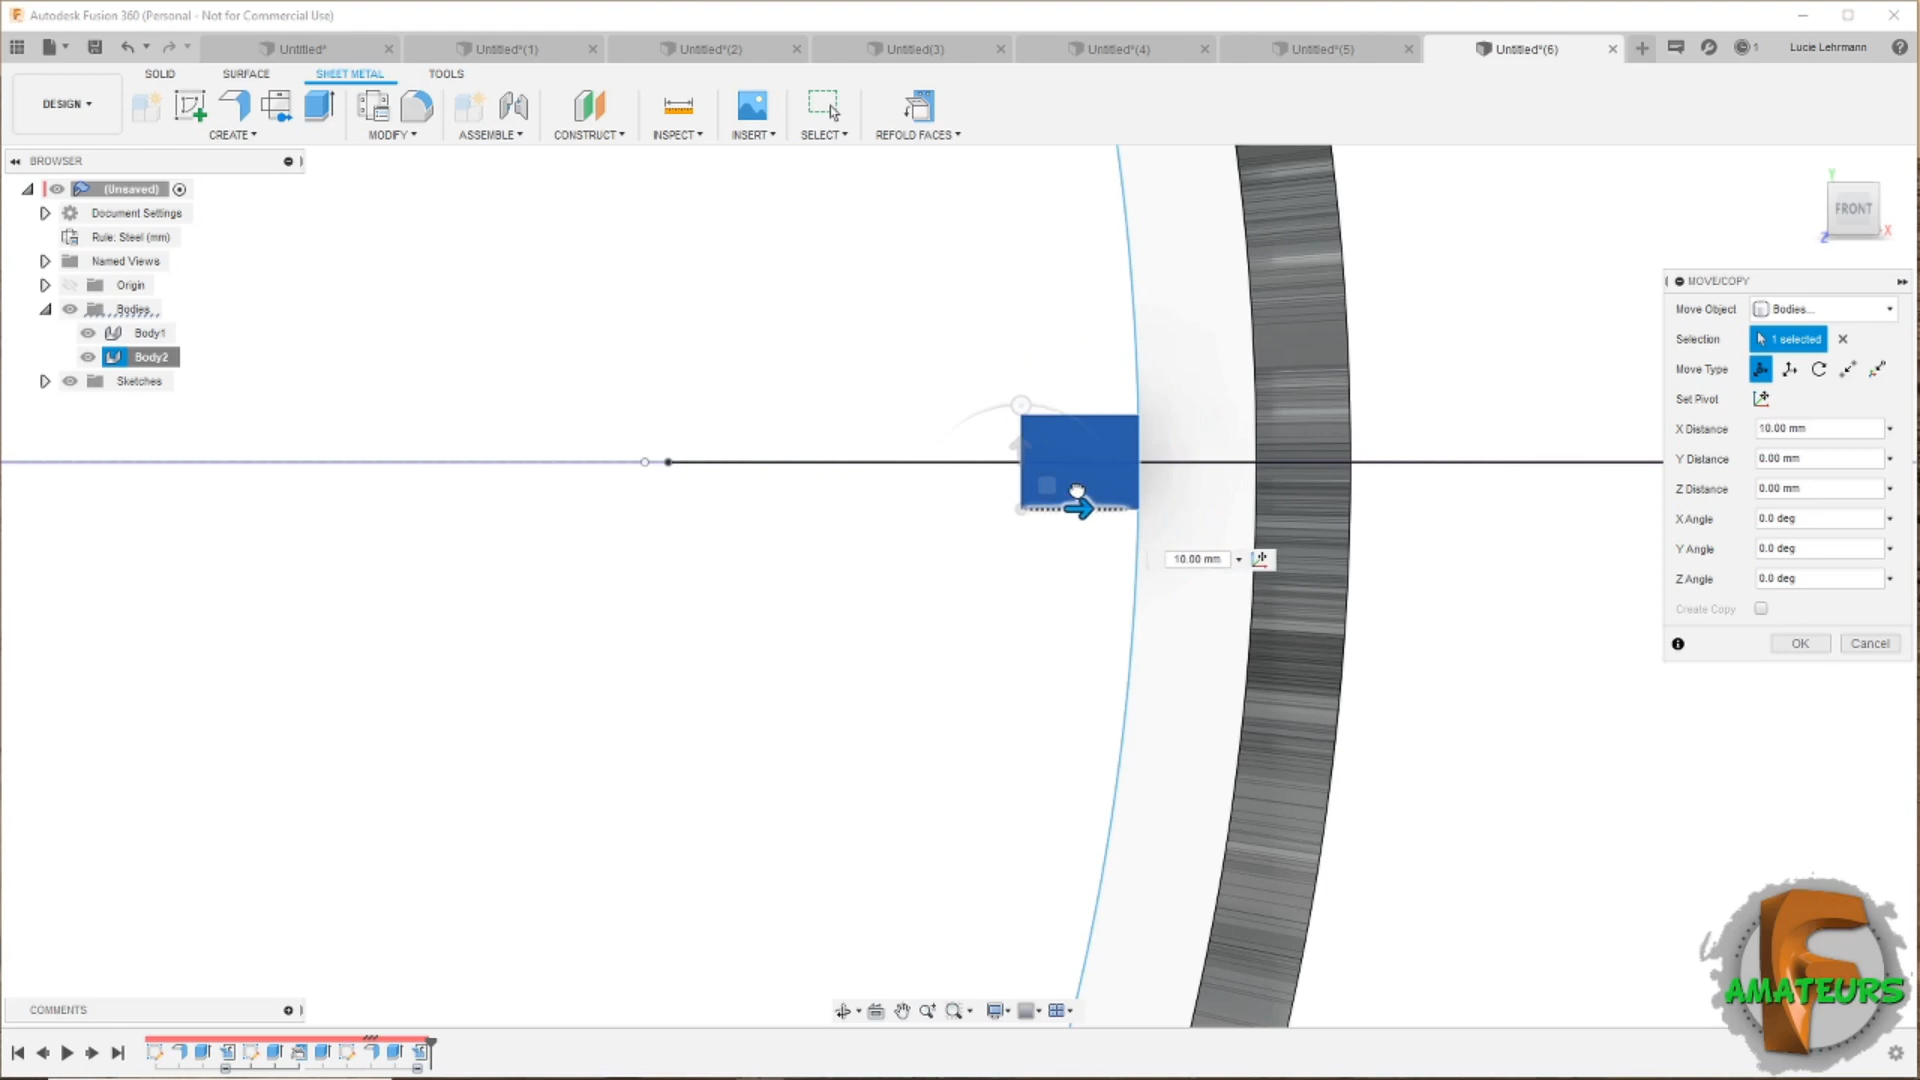 Autodesk Fusion 360 (Personal - Not for Commercial Use)
Untitled*
Untitled*(1)
Untitled*(2)
Untitled(3)
Untitled*(4)
Untitled*(5)
Untitled*(6)
1
Lucie Lehrmann
SOLID
SURFACE
SHEET METAL
TOOLS
DESIGN
CREATE
MODIFY
ASSEMBLE
CONSTRUCT
INSPECT
INSERT
SELECT
REFOLD FACES
BROWSER
(Unsaved)
Document Settings
Rule: Steel (mm)
Named Views
Origin
Bodies
Body1
Body2
Sketches
Y
FRONT
Z
X
MOVE/COPY
Move Object
Bodies...
Selection
1 selected
Move Type
Set Pivot
X Distance
10.00 mm
Y Distance
0.00 mm
Z Distance
0.00 mm
X Angle
0.0 deg
Y Angle
0.0 deg
Z Angle
0.0 deg
Create Copy
OK
Cancel
10.00 mm
COMMENTS
F
AMATEURS